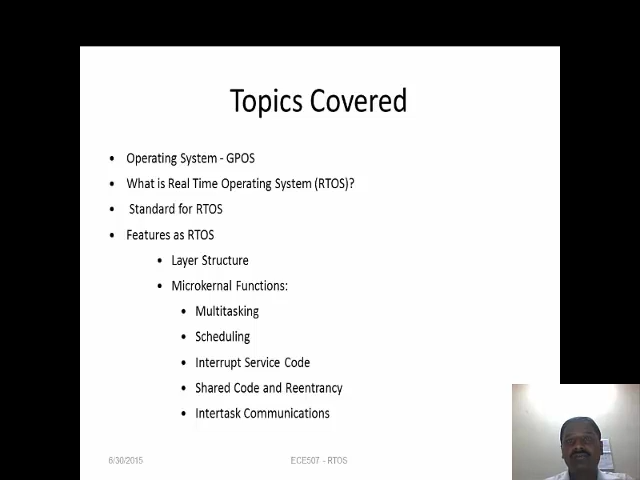 Topics Covered
• Operating System - GPOS
• What is Real Time Operating System (RTOS)?
• Standard for RTOS
• Features as RTOS
• Layer Structure
• Microkernal Functions:
• Multitasking
• Scheduling
• Interrupt Service Code
• Shared Code and Reentrancy
• Intertask Communications
6/30/2015
ECE507 - RTOS